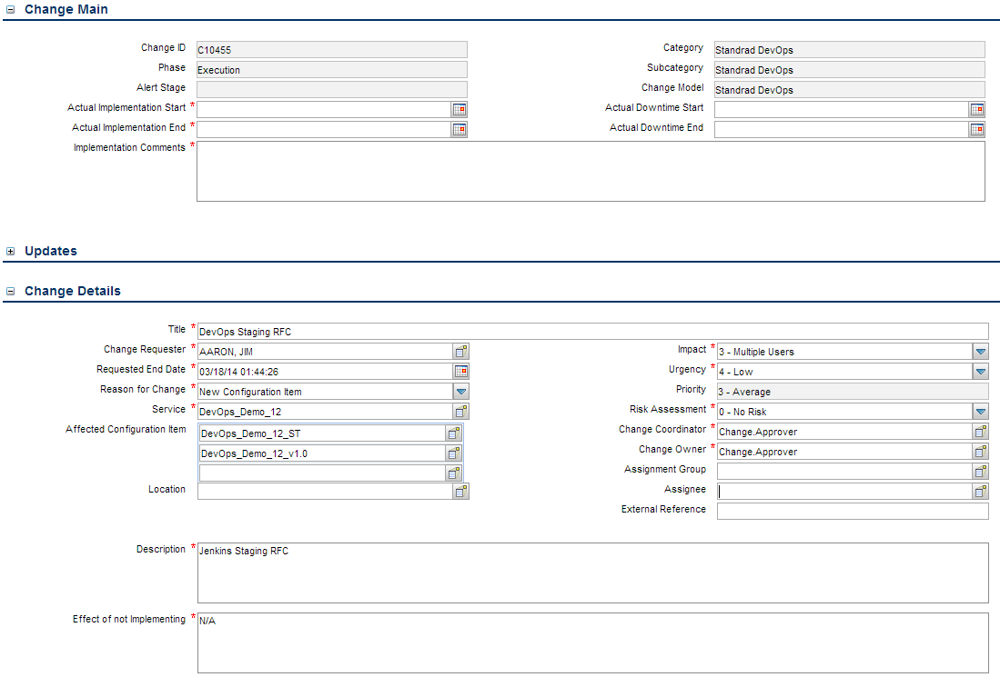 Change Main
Change ID C10455 Category Standrad DevOps
Phase Execution Subcategory Standrad DevOps
Alert Stage Change Model Standrad DevOps
Actual Implementation Start * Actual Downtime Start
Actual Implementation End * Actual Downtime End
Implementation Comments *
Updates
Change Details
Title * DevOps Staging RFC
Change Requester * AARON, JIM Impact * 3 - Multiple Users
Requested End Date * 03/18/14 01:44:26 Urgency * 4 - Low
Reason for Change * New Configuration Item Priority 3 - Average
Service * DevOps_Demo_12 Risk Assessment * 0 - No Risk
Affected Configuration Item DevOps_Demo_12_ST Change Coordinator * Change.Approver
DevOps_Demo_12_v1.0 Change Owner * Change.Approver
Assignment Group
Location Assignee
External Reference
Description * Jenkins Staging RFC
Effect of not Implementing * N/A